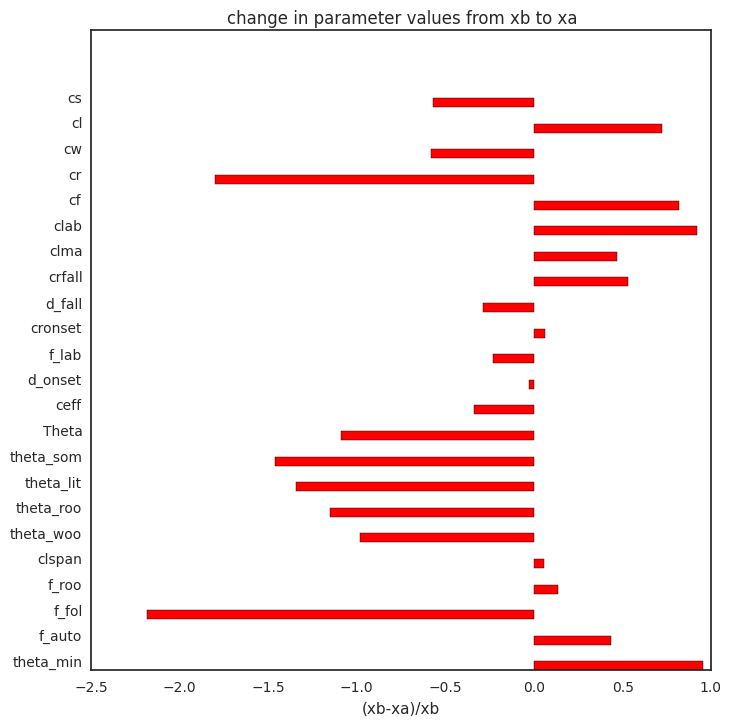 change in parameter values from xb to xa
cs
cl
cw
cr
cf
clab
clma
crfall
d_fall
cronset
f_lab
d_onset
ceff
Theta
theta_som
theta_lit
theta_roo
theta_woo
clspan
f_roo
f_fol
f_auto
theta_min
−2.5 −2.0 −1.5 −1.0 −0.5 0.0 0.5 1.0
(xb-xa)/xb